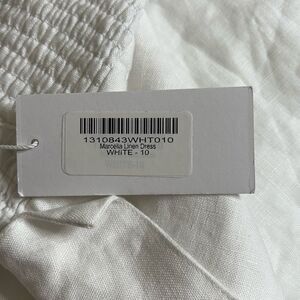 1310843WHT010
Marcella Linen Dress
WHITE - 10